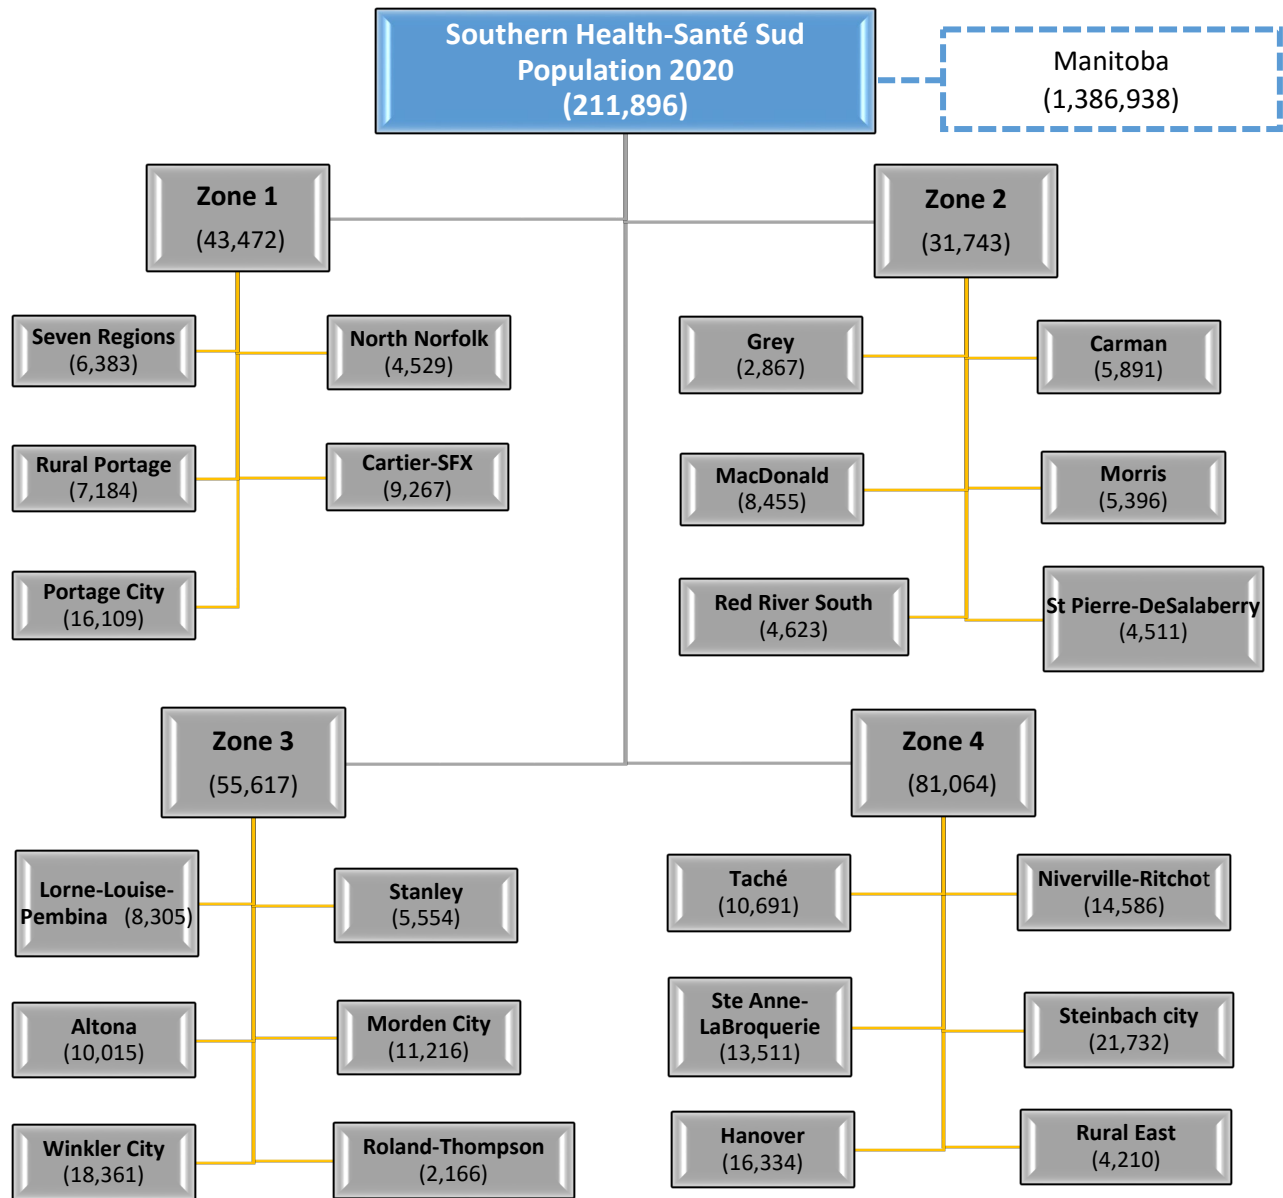 Southern Health-Santé Sud
Population 2020
(211,896)
Manitoba
(1,386,938)
Zone 1
(43,472)
Zone 2
(31,743)
Seven Regions
(6,383)
North Norfolk
(4,529)
Grey
(2,867)
Carman
(5,891)
Rural Portage
(7,184)
Cartier-SFX
(9,267)
MacDonald
(8,455)
Morris
(5,396)
Portage City
(16,109)
Red River South
(4,623)
St Pierre-DeSalaberry
(4,511)
Zone 3
(55,617)
Zone 4
(81,064)
Lorne-Louise-
Pembina (8,305)
Stanley
(5,554)
Taché
(10,691)
Niverville-Ritchot
(14,586)
Altona
(10,015)
Morden City
(11,216)
Ste Anne-
LaBroquerie
(13,511)
Steinbach city
(21,732)
Winkler City
(18,361)
Roland-Thompson
(2,166)
Hanover
(16,334)
Rural East
(4,210)